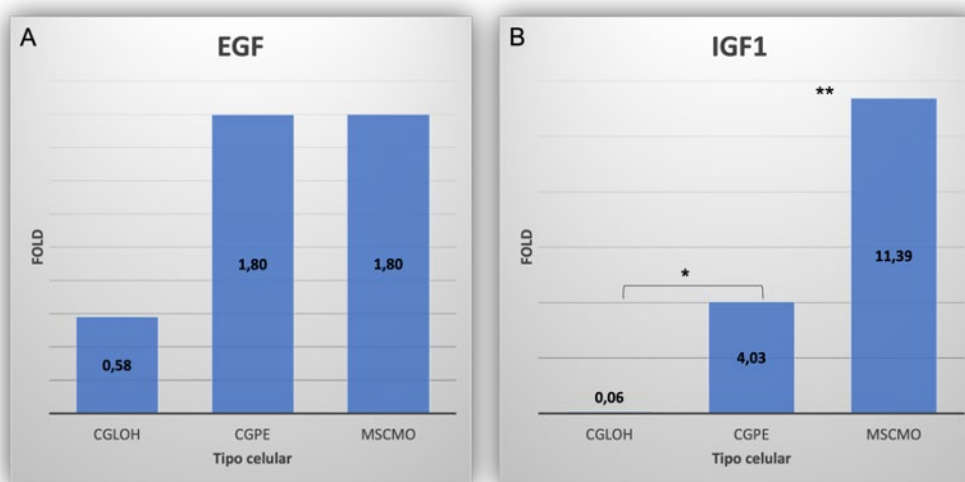 A
EGF
FOLD
0,58
1,80
1,80
CGLOH
CGPE
MSCMO
Tipo celular
B
IGF1
**
FOLD
*
11,39
4,03
0,06
CGLOH
CGPE
MSCMO
Tipo celular